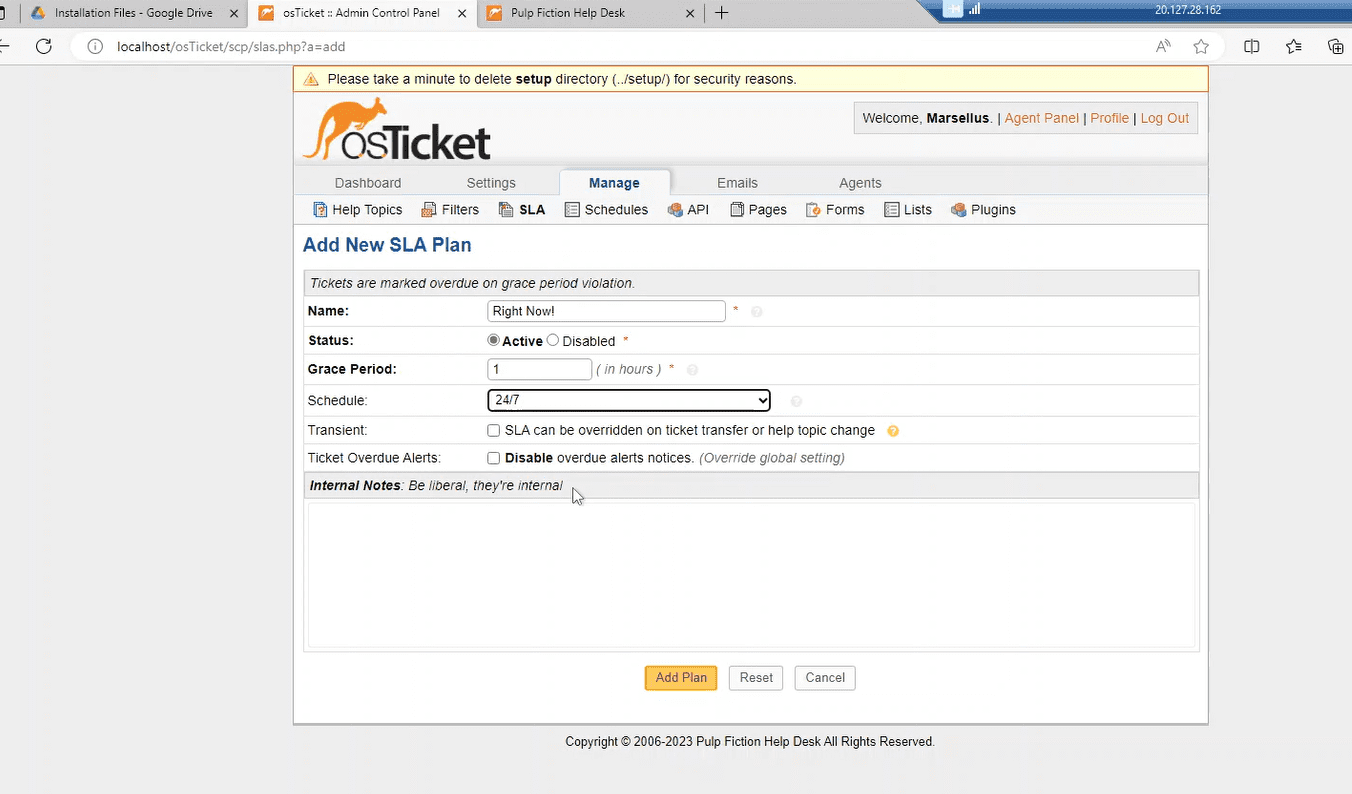 Installation Files - Google Drive
osTicket :: Admin Control Panel
Pulp Fiction Help Desk
20.127.28.162
localhost/osTicket/scp/slas.php?a=add
Please take a minute to delete setup directory (../setup/) for security reasons.
osTicket
Welcome, Marsellus. | Agent Panel | Profile | Log Out
Dashboard Settings Manage Emails Agents
Help Topics Filters SLA Schedules API Pages Forms Lists Plugins
Add New SLA Plan
Tickets are marked overdue on grace period violation.
Name: Right Now! *
Status: Active Disabled *
Grace Period: 1 ( in hours ) *
Schedule: 24/7
Transient: SLA can be overridden on ticket transfer or help topic change
Ticket Overdue Alerts: Disable overdue alerts notices. (Override global setting)
Internal Notes: Be liberal, they're internal
Add Plan Reset Cancel
Copyright © 2006-2023 Pulp Fiction Help Desk All Rights Reserved.